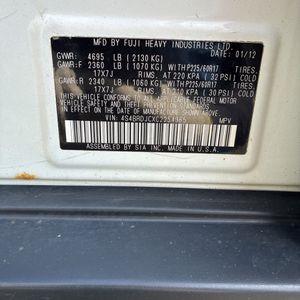 MFD BY FUJI HEAVY INDUSTRIES LTD. 01/12
GVWR: 4695 LB ( 2130 KG) TIRES
GAWR:F 2360 LB ( 1070 KG) WITH P225/60R17
17X7J RIMS, AT 220 KPA ( 32 PSI) COLD
GAWR:R 2340 LB ( 1060 KG) WITH P225/60R17 TIRES
17X7J RIMS, AT 210 KPA ( 30 PSI) COLD
THIS VEHICLE CONFORMS TO ALL APPLICABLE FEDERAL MOTOR
VEHICLE SAFETY AND THEFT PREVENTION STANDARDS IN
EFFECT ON THE DATE OF MANUFACTURE SHOWN ABOVE.
VIN: MPV
ASSEMBLED BY SIA INC. MADE IN U.S.A.